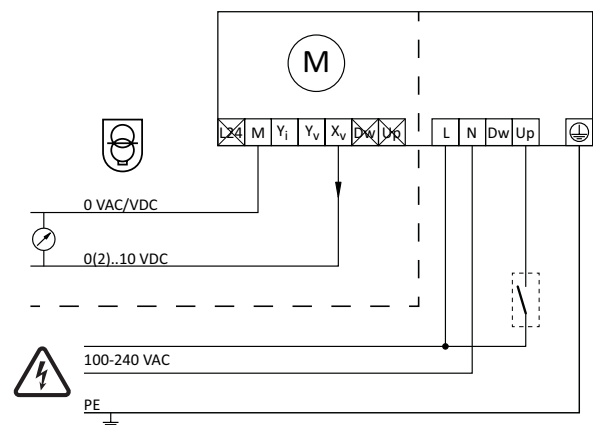 M
L24 M Yi Yv Xv Dw Up L N Dw Up
0 VAC/VDC
0(2)..10 VDC
100-240 VAC
PE